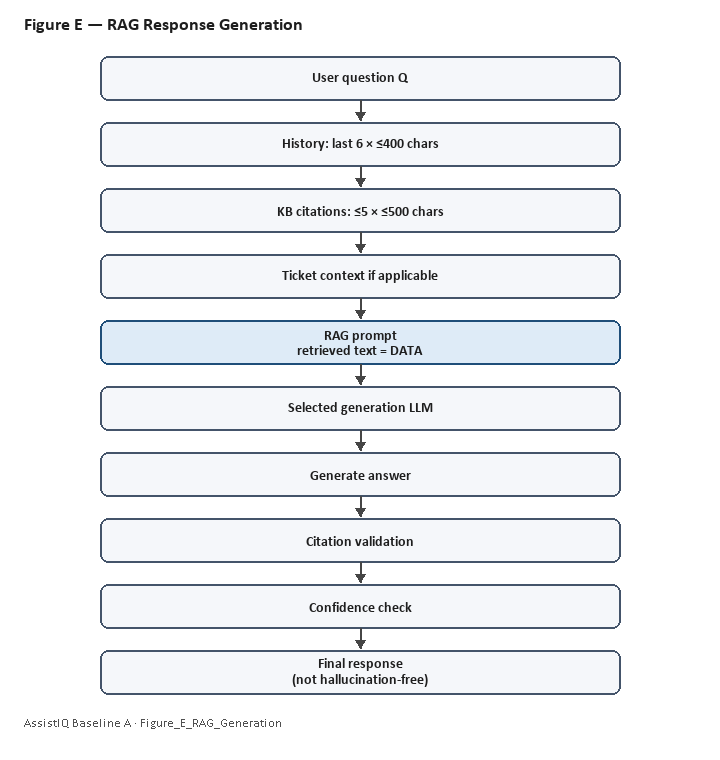 Figure E — RAG Response Generation
User question Q
History: last 6 × ≤400 chars
KB citations: ≤5 × ≤500 chars
Ticket context if applicable
RAG prompt
retrieved text = DATA
Selected generation LLM
Generate answer
Citation validation
Confidence check
Final response
(not hallucination-free)
AssistIQ Baseline A · Figure_E_RAG_Generation